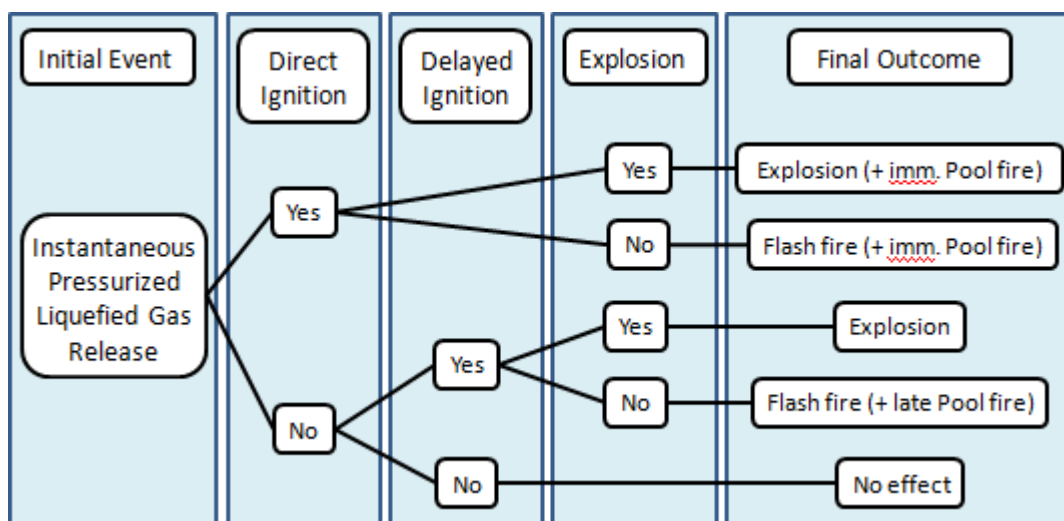 Initial Event
Direct
Ignition
Delayed
Ignition
Explosion
Final Outcome
Instantaneous
Pressurized
Liquefied Gas
Release
Yes
No
Yes
No
Yes
No
Yes
No
Explosion (+ imm. Pool fire)
Flash fire (+ imm. Pool fire)
Explosion
Flash fire (+ late Pool fire)
No effect